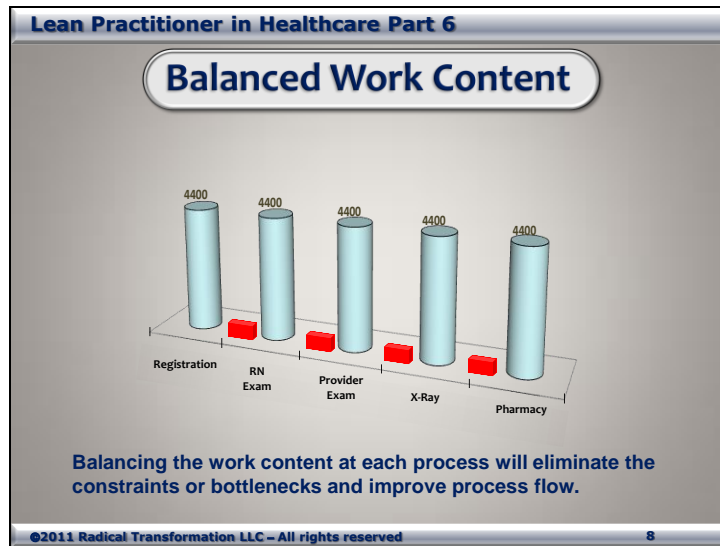 Lean Practitioner in Healthcare Part 6
Balanced Work Content
4400
4400
4400
4400
4400
Registration
RN
Exam
Provider
Exam
X-Ray
Pharmacy
Balancing the work content at each process will eliminate the
constraints or bottlenecks and improve process flow.
©2011 Radical Transformation LLC – All rights reserved
8